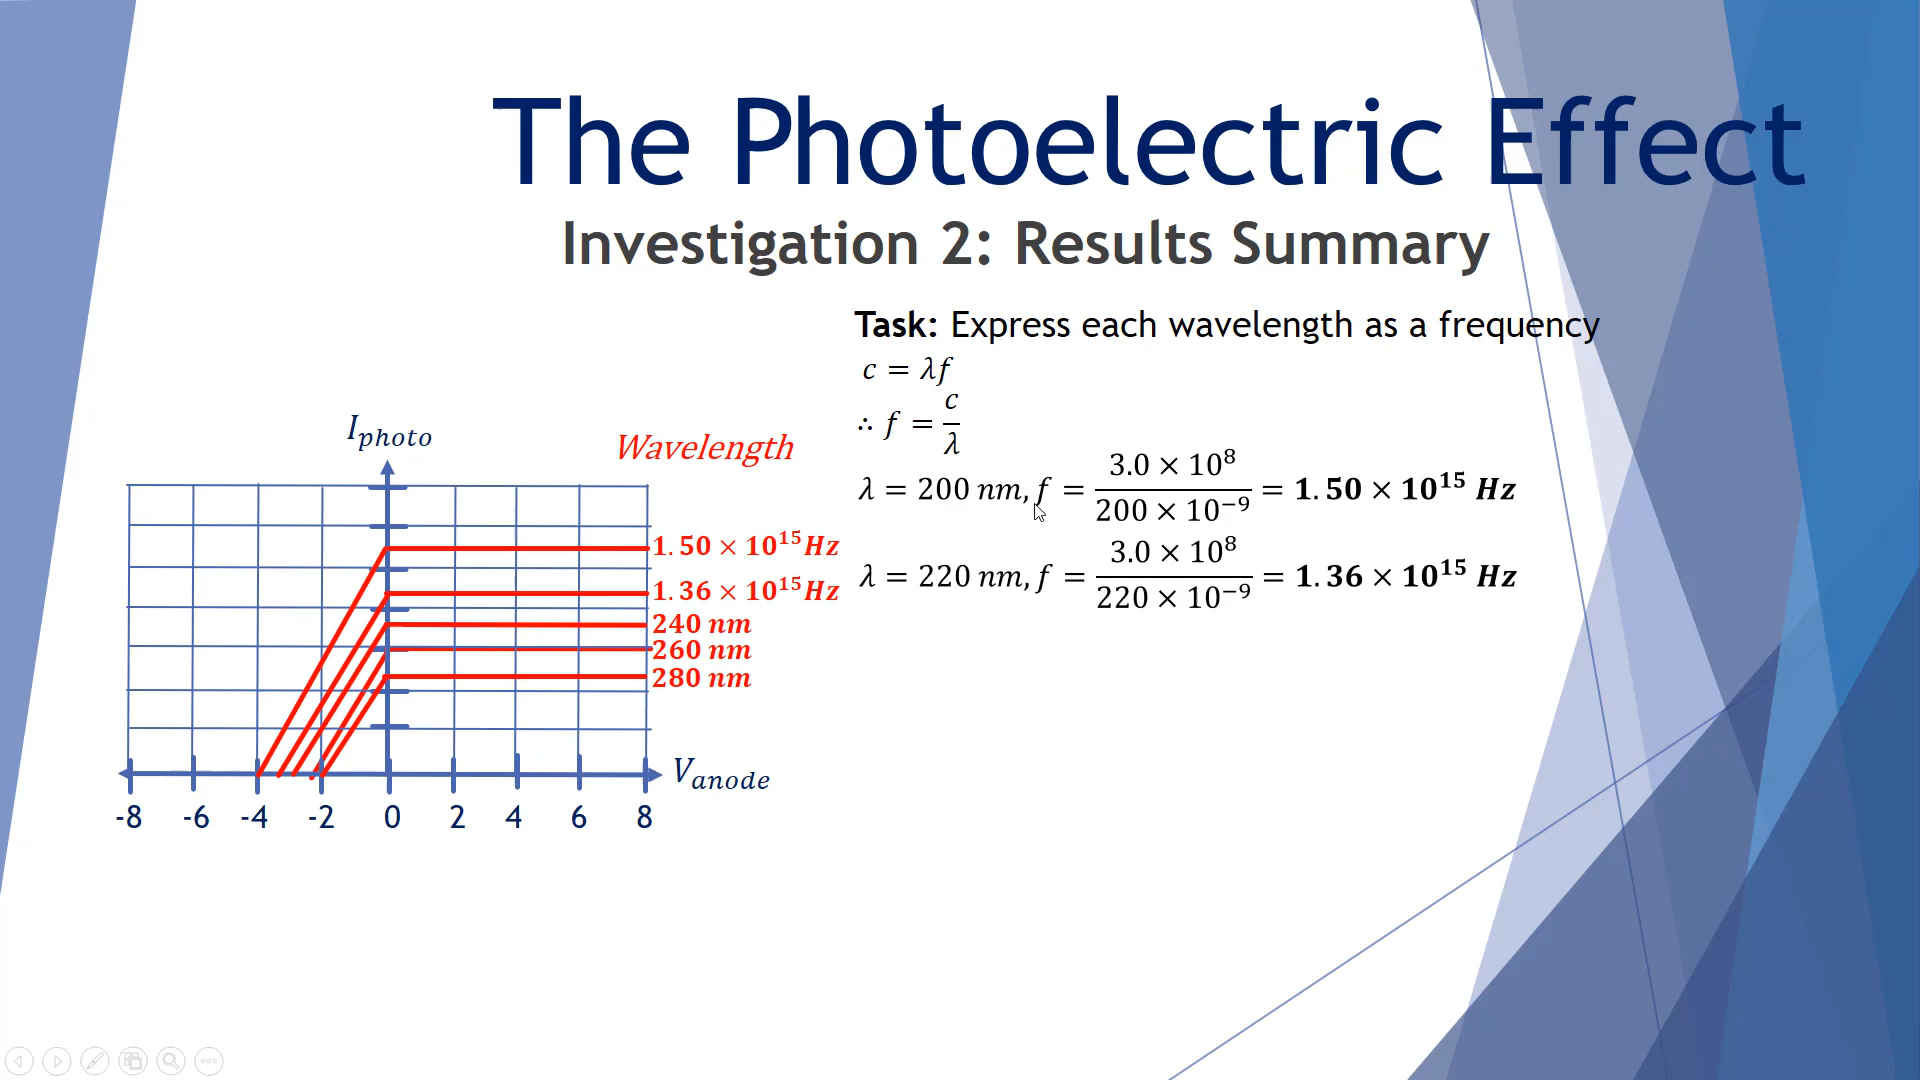 The Photoelectric Effect
Investigation 2: Results Summary
Task: Express each wavelength as a frequency
c = λf
∴ f = c/λ
λ = 200 nm, f = 3.0 × 10⁸ / 200 × 10⁻⁹ = 1.50 × 10¹⁵ Hz
λ = 220 nm, f = 3.0 × 10⁸ / 220 × 10⁻⁹ = 1.36 × 10¹⁵ Hz
I_photo
Wavelength
1.50 × 10¹⁵ Hz
1.36 × 10¹⁵ Hz
240 nm
260 nm
280 nm
V_anode
-8 -6 -4 -2 0 2 4 6 8